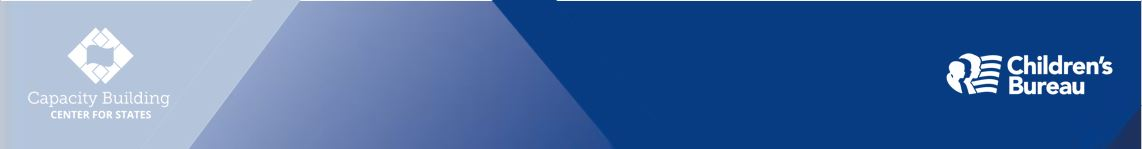 Capacity Building
CENTER FOR STATES
Children's
Bureau